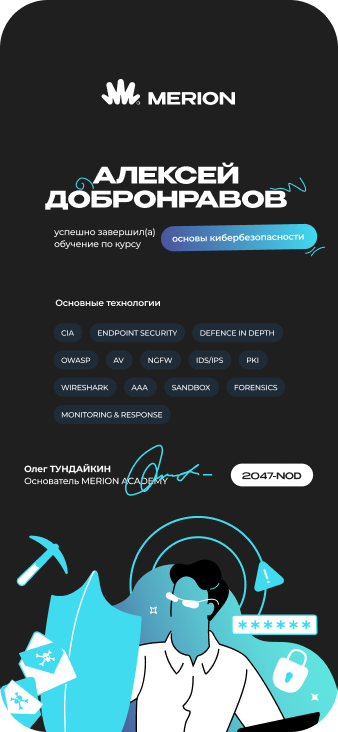 MERION
АЛЕКСЕЙ
ДОБРОНРАВОВ
успешно завершил(а)
обучение по курсу
основы кибербезопасности
Основные технологии
CIA ENDPOINT SECURITY DEFENCE IN DEPTH
OWASP AV NGFW IDS/IPS PKI
WIRESHARK AAA SANDBOX FORENSICS
MONITORING & RESPONSE
Олег ТУНДАЙКИН
Основатель MERION ACADEMY
2047-NOD
!
******